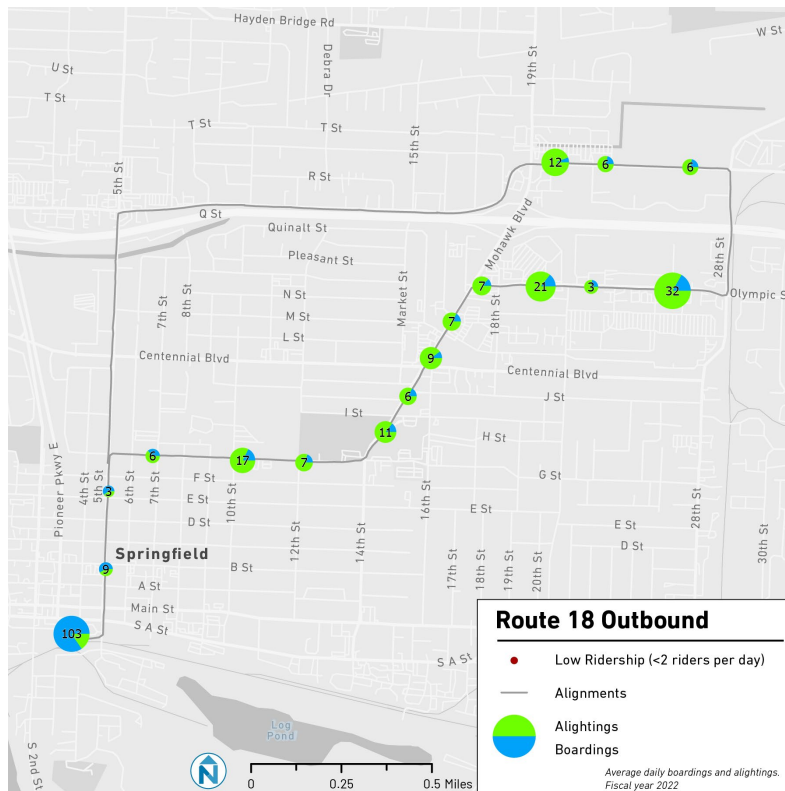 Hayden Bridge Rd
W St
U St
Debra Dr
19th St
T St
T St
T St
15th St
5th St
R St
Q St
Quinalt St
Mohawk Blvd
Pleasant St
28th St
Market St
N St
7th St
8th St
M St
18th St
Olympic S
L St
Centennial Blvd
Centennial Blvd
J St
I St
H St
Pioneer Pkwy E
G St
F St
4th St
5th St
6th St
7th St
10th St
16th St
E St
E St
28th St
D St
12th St
14th St
E St
30th St
D St
17th St
18th St
19th St
20th St
Springfield
B St
A St
Main St
S A St
S A St
S 2nd St
Log
Pond
12
6
6
7
21
3
32
7
9
6
11
6
17
7
3
9
103
Route 18 Outbound
Low Ridership (<2 riders per day)
Alignments
Alightings
Boardings
Average daily boardings and alightings.
Fiscal year 2022
N
0 0.25 0.5 Miles